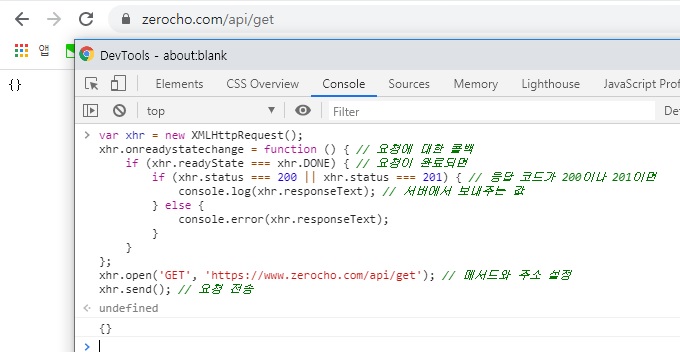 zerocho.com/api/get
앱
DevTools - about:blank
{}
Elements CSS Overview Console Sources Memory Lighthouse JavaScript Prof
top Filter De
var xhr = new XMLHttpRequest();
xhr.onreadystatechange = function () { // 요청에 대한 콜백
if (xhr.readyState === xhr.DONE) { // 요청이 완료되면
if (xhr.status === 200 || xhr.status === 201) { // 응답 코드가 200이나 201이면
console.log(xhr.responseText); // 서버에서 보내주는 값
} else {
console.error(xhr.responseText);
}
}
};
xhr.open('GET', 'https://www.zerocho.com/api/get'); // 메서드와 주소 설정
xhr.send(); // 요청 전송
undefined
{}